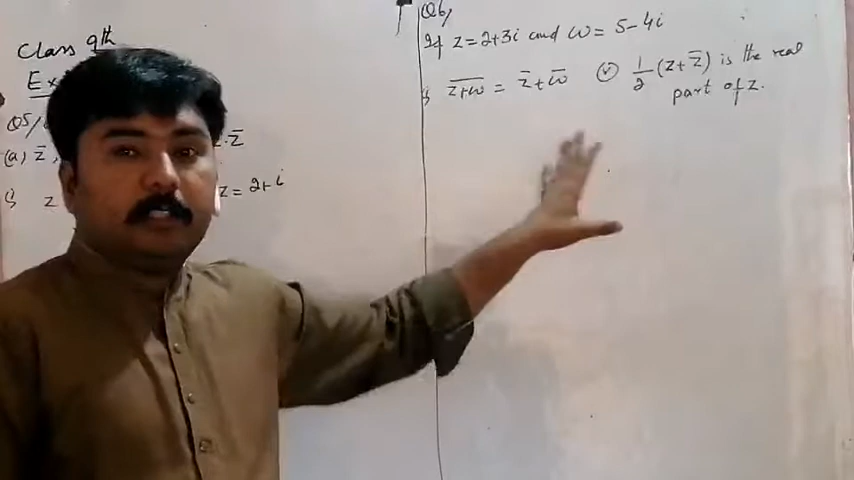 Class 9th
Ex
Q5/
(a) z̄,
z·z̄
i) z
z = 2+i
Q6/
If z = 2+3i and ω = 5-4i
i) \overline{z+ω} = z̄ + ω̄
(v) 1/2 (z+z̄) is the real
part of z.